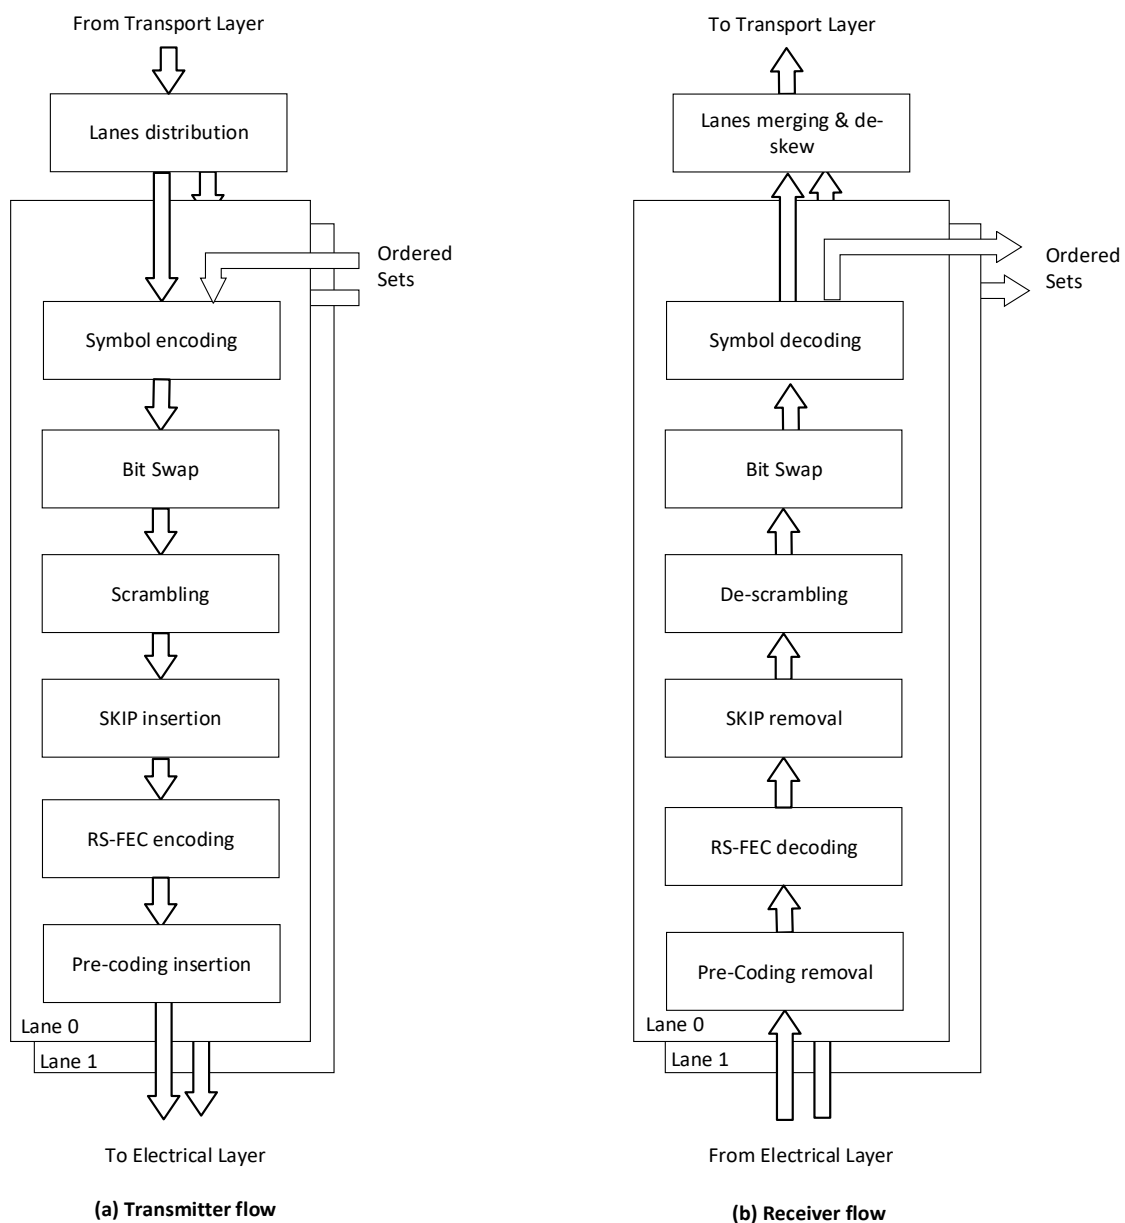 From Transport Layer
Lanes distribution
Ordered
Sets
Symbol encoding
Bit Swap
Scrambling
SKIP insertion
RS-FEC encoding
Pre-coding insertion
Lane 0
Lane 1
To Electrical Layer
(a) Transmitter flow
To Transport Layer
Lanes merging & de-
skew
Ordered
Sets
Symbol decoding
Bit Swap
De-scrambling
SKIP removal
RS-FEC decoding
Pre-Coding removal
Lane 0
Lane 1
From Electrical Layer
(b) Receiver flow